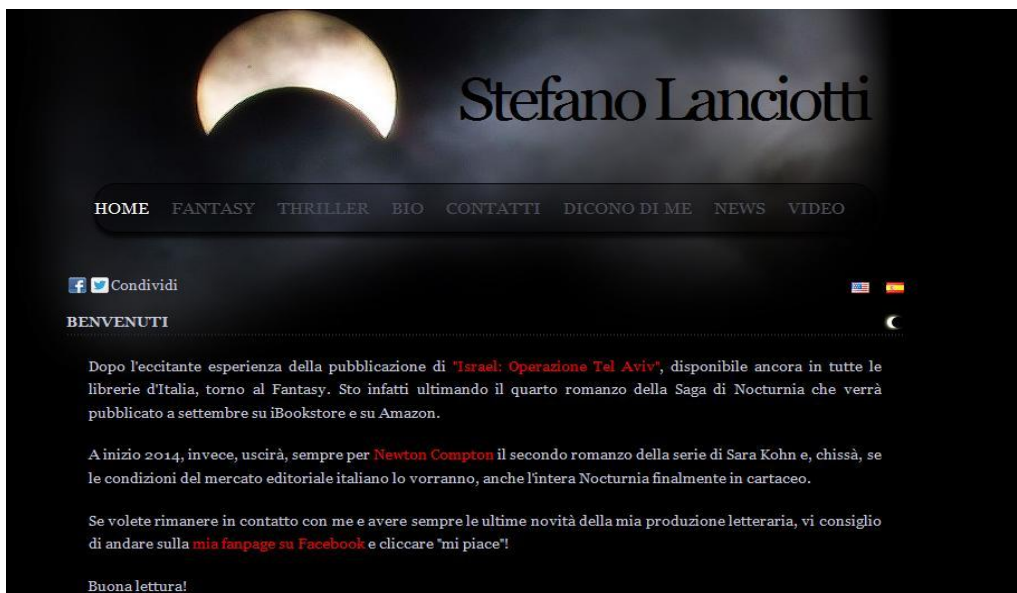 Stefano Lanciotti
HOME FANTASY THRILLER BIO CONTATTI DICONO DI ME NEWS VIDEO
Condividi
BENVENUTI
Dopo l'eccitante esperienza della pubblicazione di "Israel: Operazione Tel Aviv", disponibile ancora in tutte le
librerie d'Italia, torno al Fantasy. Sto infatti ultimando il quarto romanzo della Saga di Nocturnia che verrà
pubblicato a settembre su iBookstore e su Amazon.
A inizio 2014, invece, uscirà, sempre per Newton Compton il secondo romanzo della serie di Sara Kohn e, chissà, se
le condizioni del mercato editoriale italiano lo vorranno, anche l'intera Nocturnia finalmente in cartaceo.
Se volete rimanere in contatto con me e avere sempre le ultime novità della mia produzione letteraria, vi consiglio
di andare sulla mia fanpage su Facebook e cliccare "mi piace"!
Buona lettura!